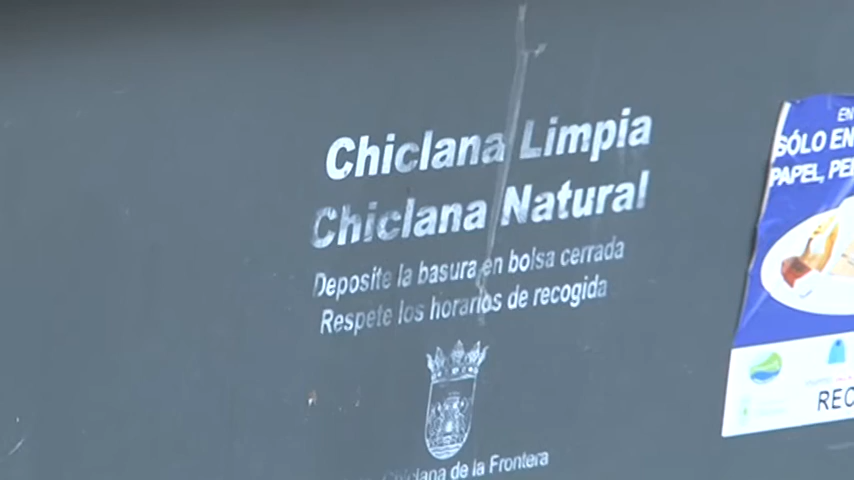 Chiclana Limpia
Chiclana Natural
Deposite la basura en bolsa cerrada
Respete los horarios de recogida
Chiclana de la Frontera
EN
SÓLO EN
PAPEL, PE
REC